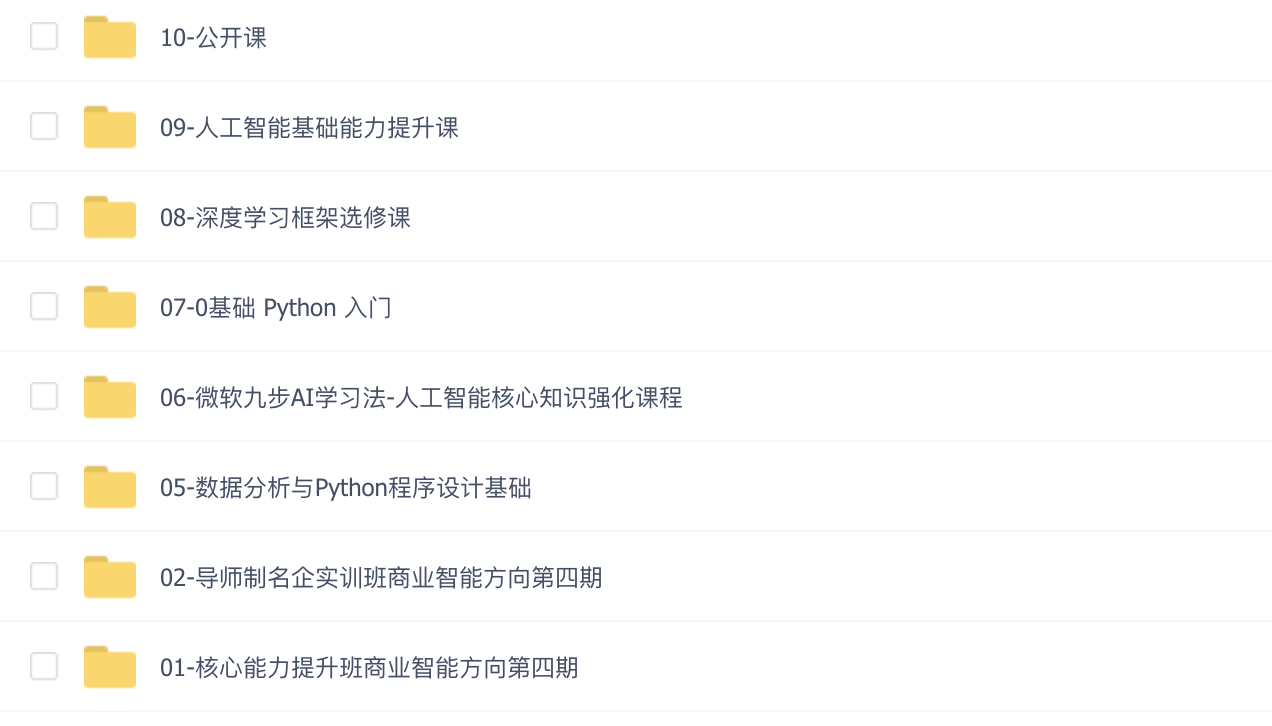 10-公开课
09-人工智能基础能力提升课
08-深度学习框架选修课
07-0基础 Python 入门
06-微软九步AI学习法-人工智能核心知识强化课程
05-数据分析与Python程序设计基础
02-导师制名企实训班商业智能方向第四期
01-核心能力提升班商业智能方向第四期